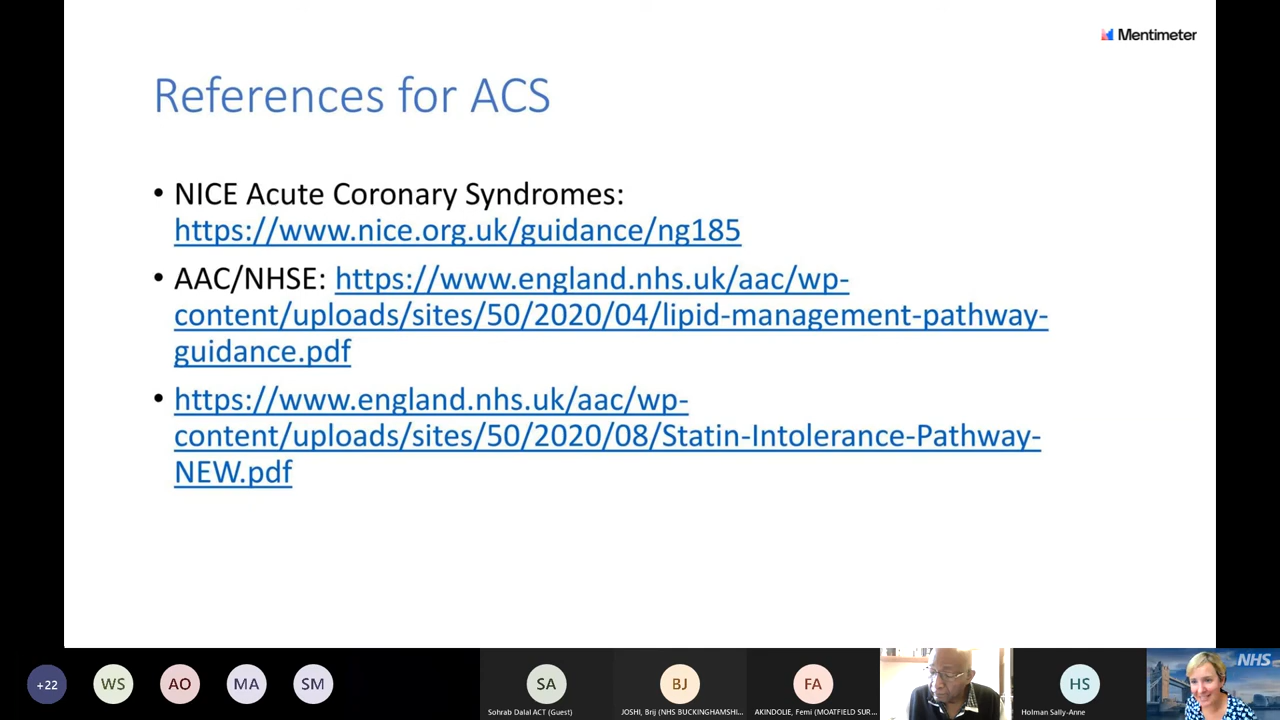 Mentimeter
References for ACS
• NICE Acute Coronary Syndromes:
https://www.nice.org.uk/guidance/ng185
• AAC/NHSE: https://www.england.nhs.uk/aac/wp-
content/uploads/sites/50/2020/04/lipid-management-pathway-
guidance.pdf
• https://www.england.nhs.uk/aac/wp-
content/uploads/sites/50/2020/08/Statin-Intolerance-Pathway-
NEW.pdf
+22
WS
AO
MA
SM
SA
BJ
FA
HS
NHS
Sohrab Dalal ACT (Guest)
JOSHI, Brij (NHS BUCKINGHAMSHI...
AKINDOLIE, Femi (MOATFIELD SUR...
Holman Sally-Anne